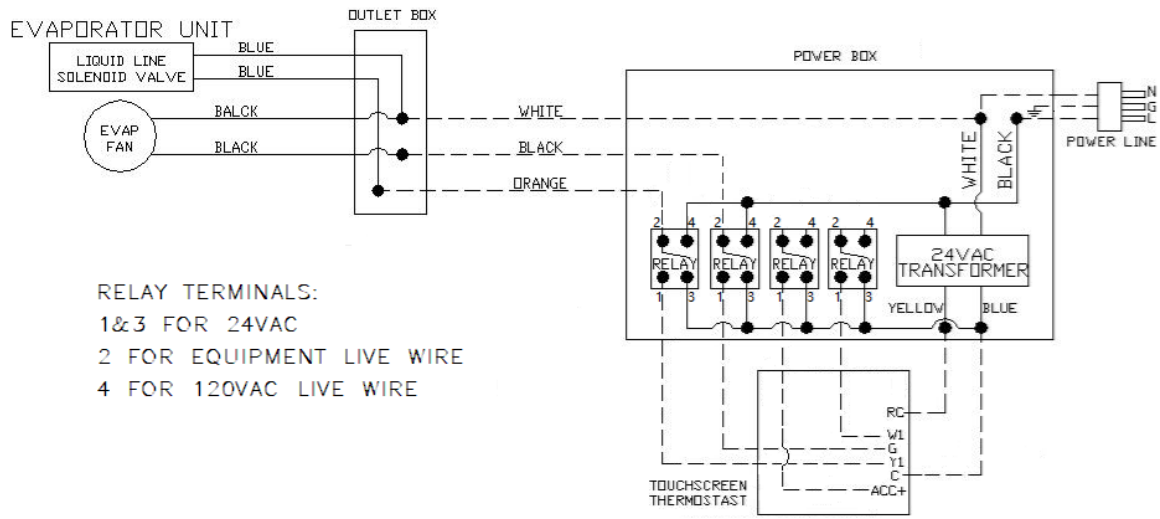 EVAPORATOR UNIT
OUTLET BOX
LIQUID LINE
SOLENOID VALVE
BLUE
BLUE
EVAP
FAN
BALCK
BLACK
WHITE
BLACK
ORANGE
POWER BOX
N
G
L
POWER LINE
WHITE
BLACK
2 4
2 4
2 4
2 4
RELAY
RELAY
RELAY
RELAY
1 3
1 3
1 3
1 3
24VAC
TRANSFORMER
YELLOW
BLUE
RELAY TERMINALS:
1&3 FOR 24VAC
2 FOR EQUIPMENT LIVE WIRE
4 FOR 120VAC LIVE WIRE
RC
W1
G
Y1
C
ACC+
TOUCHSCREEN
THERMOSTAST